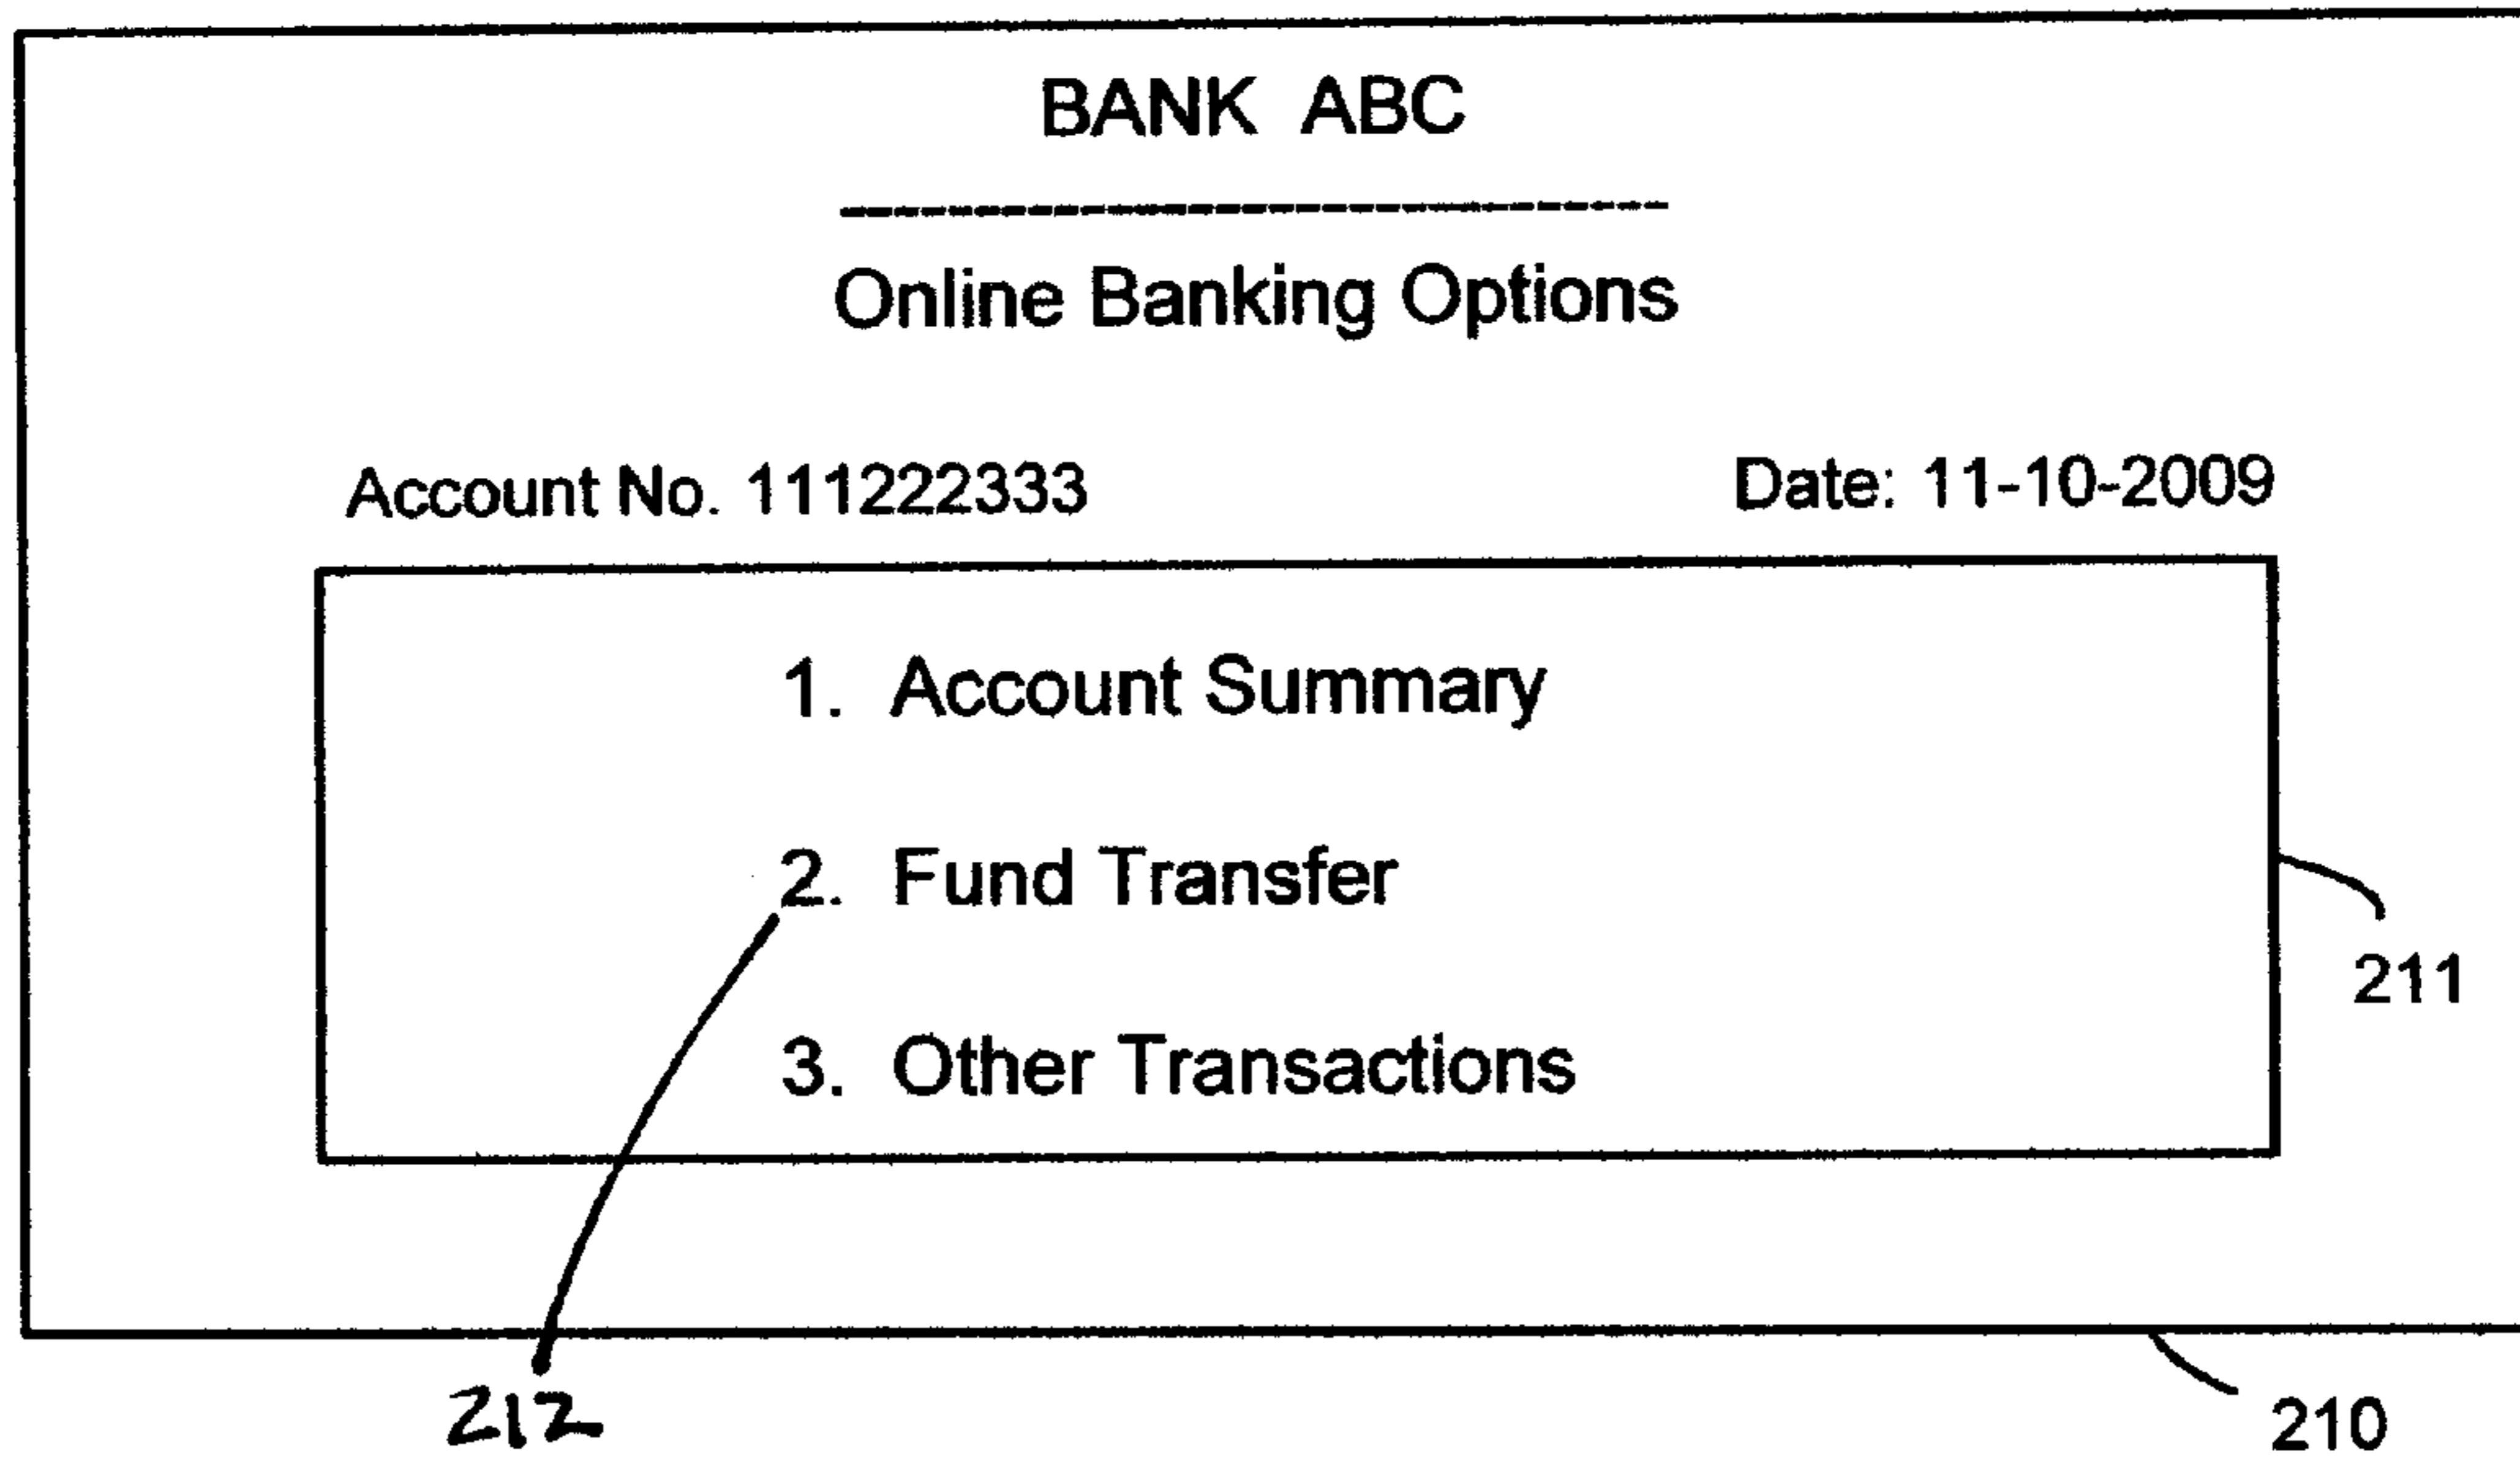 BANK ABC
Online Banking Options
Account No. 111222333 Date: 11-10-2009
1. Account Summary
2. Fund Transfer
3. Other Transactions
211
212
210